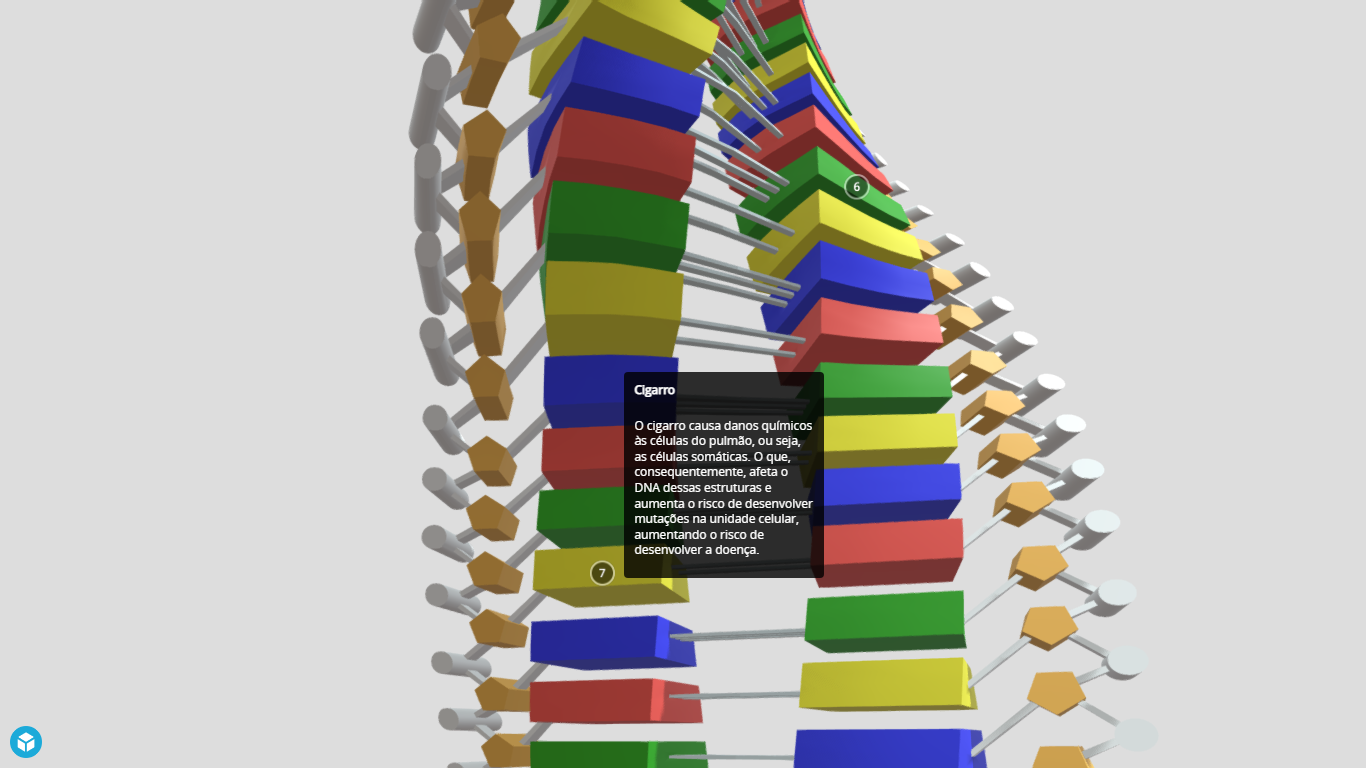 6
Cigarro
O cigarro causa danos químicos
às células do pulmão, ou seja,
as células somáticas. O que,
consequentemente, afeta o
DNA dessas estruturas e
aumenta o risco de desenvolver
mutações na unidade celular,
aumentando o risco de
desenvolver a doença.
7